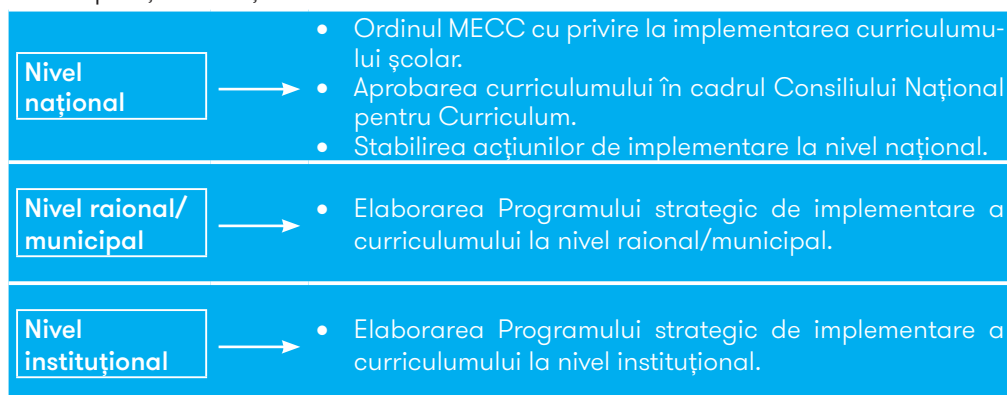 Nivel
național
• Ordinul MECC cu privire la implementarea curriculumu-
lui școlar.
• Aprobarea curriculumului în cadrul Consiliului Național
pentru Curriculum.
• Stabilirea acțiunilor de implementare la nivel național.
Nivel raional/
municipal
• Elaborarea Programului strategic de implementare a
curriculumului la nivel raional/municipal.
Nivel
instituțional
• Elaborarea Programului strategic de implementare a
curriculumului la nivel instituțional.